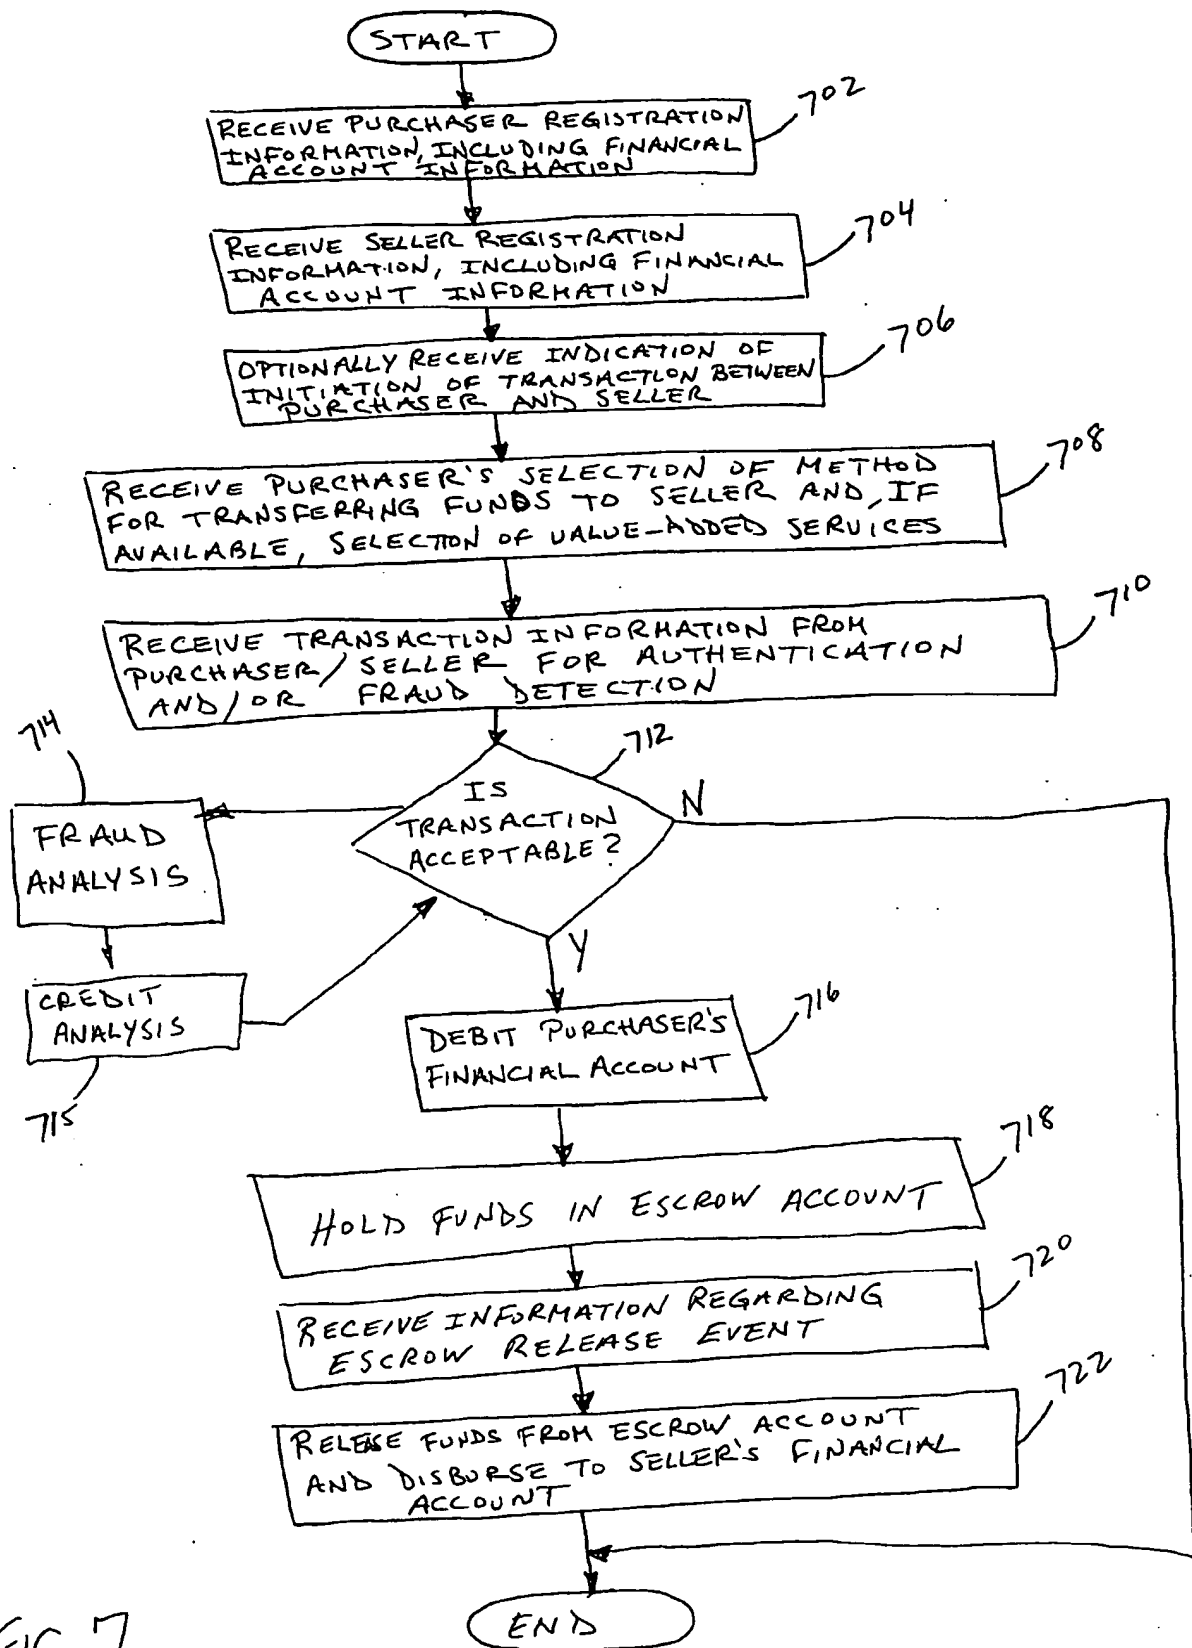 START
RECEIVE PURCHASER REGISTRATION
INFORMATION, INCLUDING FINANCIAL
ACCOUNT INFORMATION
702
RECEIVE SELLER REGISTRATION
INFORMATION, INCLUDING FINANCIAL
ACCOUNT INFORMATION
704
OPTIONALLY RECEIVE INDICATION OF
INITIATION OF TRANSACTION BETWEEN
PURCHASER AND SELLER
706
RECEIVE PURCHASER'S SELECTION OF METHOD
FOR TRANSFERRING FUNDS TO SELLER AND, IF
AVAILABLE, SELECTION OF VALUE-ADDED SERVICES
708
RECEIVE TRANSACTION INFORMATION FROM
PURCHASER/SELLER FOR AUTHENTICATION
AND/OR FRAUD DETECTION
710
714
712
IS
TRANSACTION
ACCEPTABLE?
N
FRAUD
ANALYSIS
Y
CREDIT
ANALYSIS
715
DEBIT PURCHASER'S
FINANCIAL ACCOUNT
716
HOLD FUNDS IN ESCROW ACCOUNT
718
RECEIVE INFORMATION REGARDING
ESCROW RELEASE EVENT
720
RELEASE FUNDS FROM ESCROW ACCOUNT
AND DISBURSE TO SELLER'S FINANCIAL
ACCOUNT
722
END
FIG 7